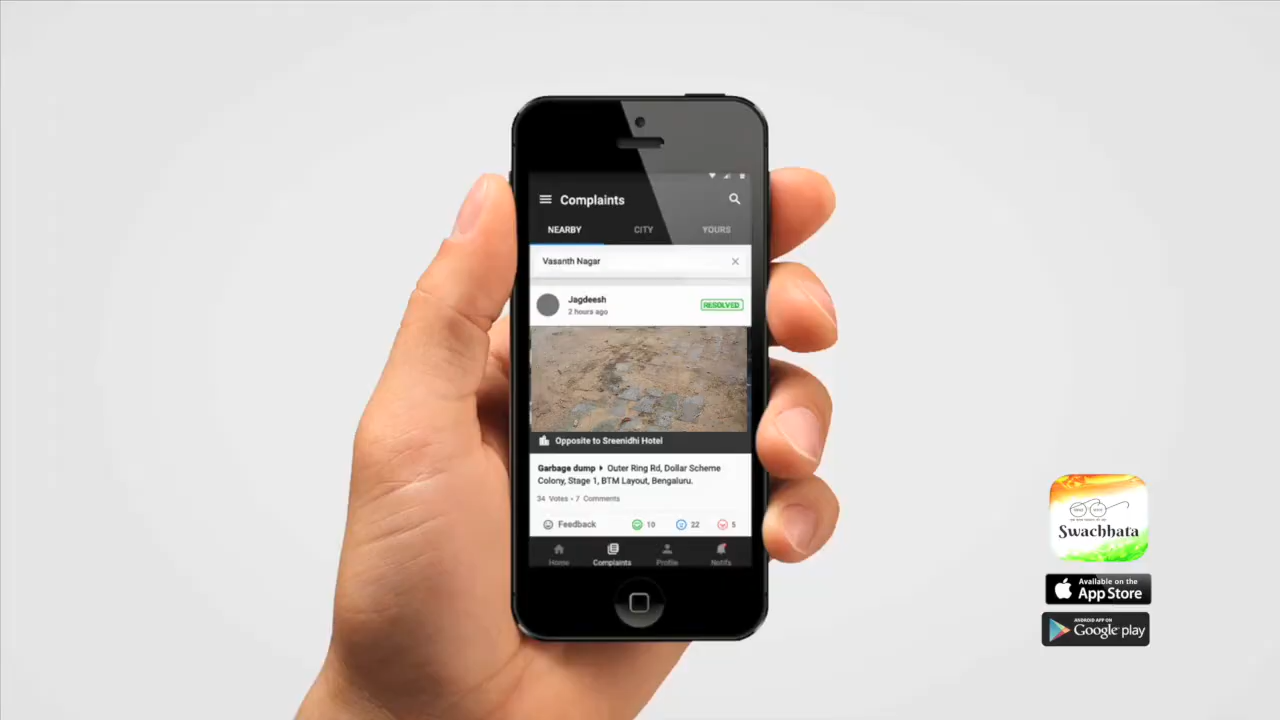 Complaints
NEARBY CITY YOURS
Vasanth Nagar
Jagdeesh
2 hours ago
RESOLVED
Opposite to Sreenidhi Hotel
Garbage dump ▸ Outer Ring Rd, Dollar Scheme
Colony, Stage 1, BTM Layout, Bengaluru.
34 Votes • 7 Comments
Feedback 10 22 5
Home Complaints Profile Notifs
Swachhata
Available on the
App Store
ANDROID APP ON
Google play